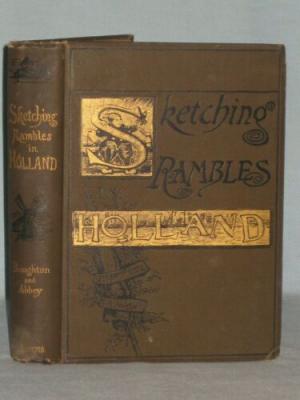 Sketching
Rambles
in
HOLLAND
Boughton
and
Abbey
Sketching
RAMBLES
HOLLAND